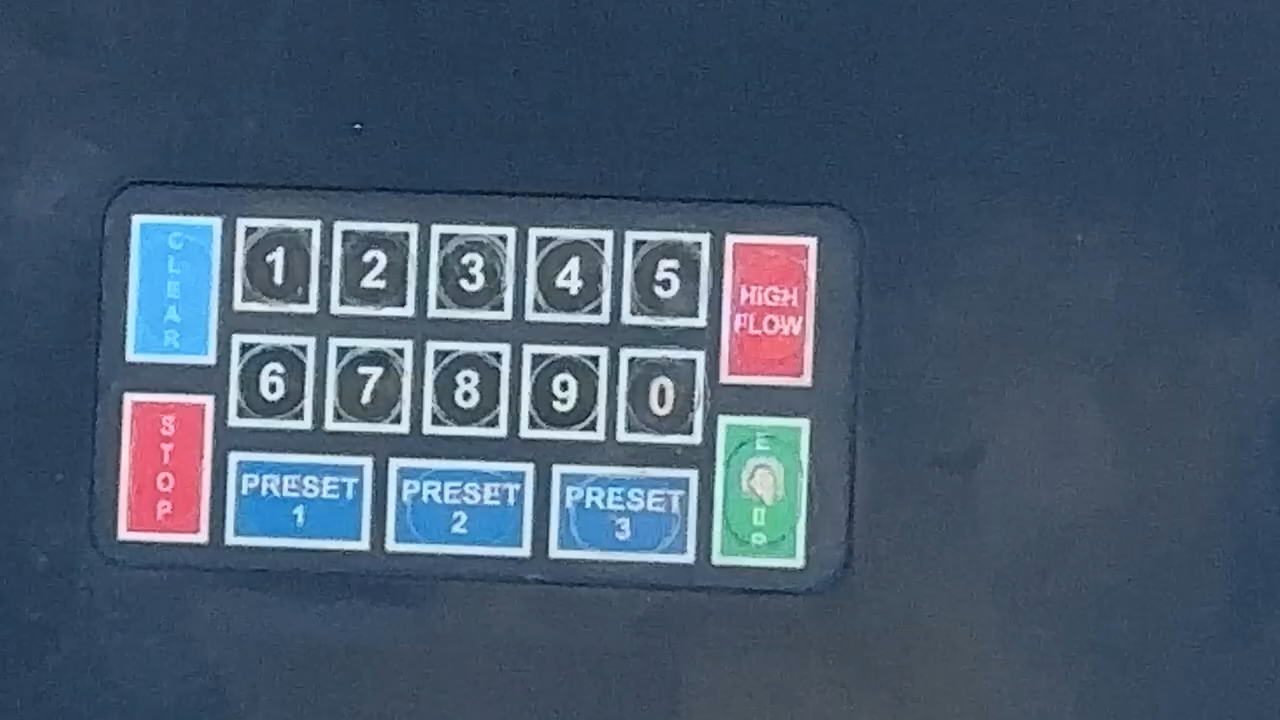 CLEAR
1 2 3 4 5
HIGH
FLOW
6 7 8 9 0
STOP
PRESET
1
PRESET
2
PRESET
3